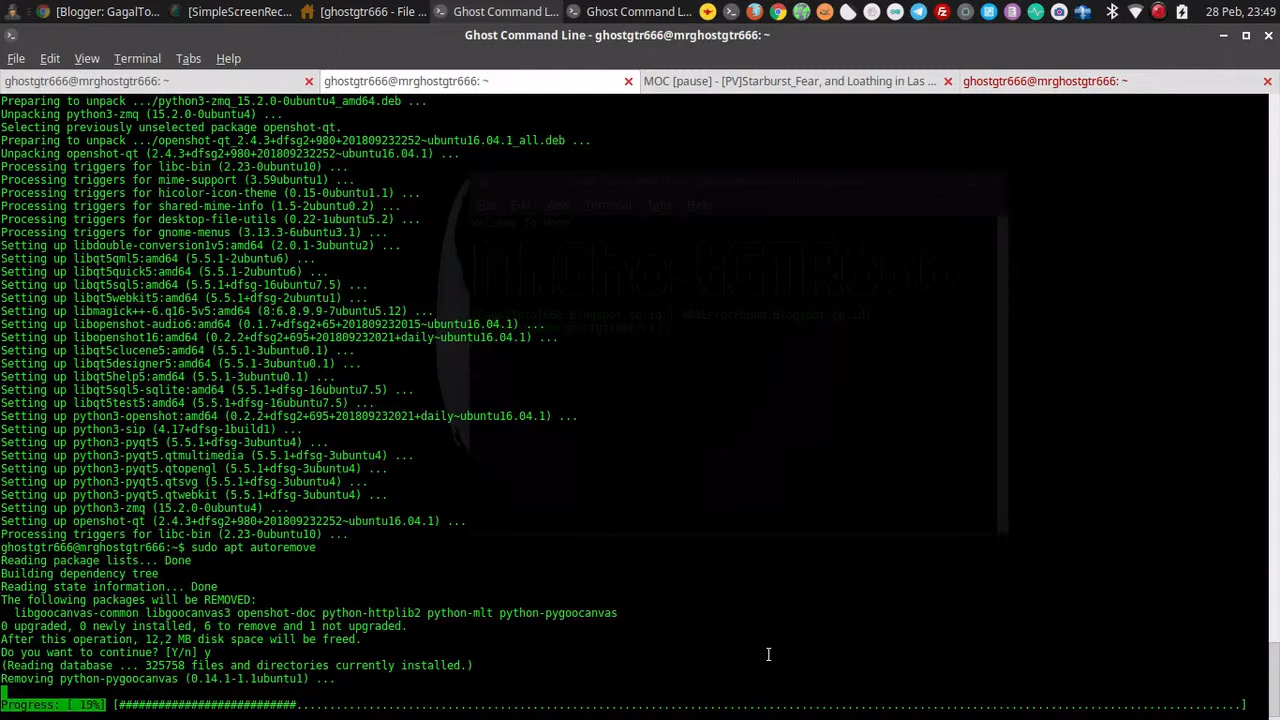 [Blogger: GagalTo...
[SimpleScreenRec...
[ghostgtr666 - File ...
Ghost Command L...
Ghost Command L...
28 Peb, 23:49
Ghost Command Line - ghostgtr666@mrghostgtr666: ~
File Edit View Terminal Tabs Help
ghostgtr666@mrghostgtr666: ~
ghostgtr666@mrghostgtr666: ~
MOC [pause] - [PV]Starburst_Fear, and Loathing in Las ...
ghostgtr666@mrghostgtr666: ~
Preparing to unpack .../python3-zmq_15.2.0-0ubuntu4_amd64.deb ...
Unpacking python3-zmq (15.2.0-0ubuntu4) ...
Selecting previously unselected package openshot-qt.
Preparing to unpack .../openshot-qt_2.4.3+dfsg2+980+201809232252~ubuntu16.04.1_all.deb ...
Unpacking openshot-qt (2.4.3+dfsg2+980+201809232252~ubuntu16.04.1) ...
Processing triggers for libc-bin (2.23-0ubuntu10) ...
Processing triggers for mime-support (3.59ubuntu1) ...
Processing triggers for hicolor-icon-theme (0.15-0ubuntu1.1) ...
Processing triggers for shared-mime-info (1.5-2ubuntu0.2) ...
Processing triggers for desktop-file-utils (0.22-1ubuntu5.2) ...
Processing triggers for gnome-menus (3.13.3-6ubuntu3.1) ...
Setting up libdouble-conversion1v5:amd64 (2.0.1-3ubuntu2) ...
Setting up libqt5qml5:amd64 (5.5.1-2ubuntu6) ...
Setting up libqt5quick5:amd64 (5.5.1-2ubuntu6) ...
Setting up libqt5sql5:amd64 (5.5.1+dfsg-16ubuntu7.5) ...
Setting up libqt5webkit5:amd64 (5.5.1+dfsg-2ubuntu1) ...
Setting up libmagick++-6.q16-5v5:amd64 (8:6.8.9.9-7ubuntu5.12) ...
Setting up libopenshot-audio6:amd64 (0.1.7+dfsg2+65+201809232015~ubuntu16.04.1) ...
Setting up libopenshot16:amd64 (0.2.2+dfsg2+695+201809232021+daily~ubuntu16.04.1) ...
Setting up libqt5clucene5:amd64 (5.5.1-3ubuntu0.1) ...
Setting up libqt5designer5:amd64 (5.5.1-3ubuntu0.1) ...
Setting up libqt5help5:amd64 (5.5.1-3ubuntu0.1) ...
Setting up libqt5sql5-sqlite:amd64 (5.5.1+dfsg-16ubuntu7.5) ...
Setting up libqt5test5:amd64 (5.5.1+dfsg-16ubuntu7.5) ...
Setting up python3-openshot:amd64 (0.2.2+dfsg2+695+201809232021+daily~ubuntu16.04.1) ...
Setting up python3-sip (4.17+dfsg-1build1) ...
Setting up python3-pyqt5 (5.5.1+dfsg-3ubuntu4) ...
Setting up python3-pyqt5.qtmultimedia (5.5.1+dfsg-3ubuntu4) ...
Setting up python3-pyqt5.qtopengl (5.5.1+dfsg-3ubuntu4) ...
Setting up python3-pyqt5.qtsvg (5.5.1+dfsg-3ubuntu4) ...
Setting up python3-pyqt5.qtwebkit (5.5.1+dfsg-3ubuntu4) ...
Setting up python3-zmq (15.2.0-0ubuntu4) ...
Setting up openshot-qt (2.4.3+dfsg2+980+201809232252~ubuntu16.04.1) ...
Processing triggers for libc-bin (2.23-0ubuntu10) ...
ghostgtr666@mrghostgtr666:~$ sudo apt autoremove
Reading package lists... Done
Building dependency tree
Reading state information... Done
The following packages will be REMOVED:
  libgoocanvas-common libgoocanvas3 openshot-doc python-httplib2 python-mlt python-pygoocanvas
0 upgraded, 0 newly installed, 6 to remove and 1 not upgraded.
After this operation, 12,2 MB disk space will be freed.
Do you want to continue? [Y/n] y
(Reading database ... 325758 files and directories currently installed.)
Removing python-pygoocanvas (0.14.1-1.1ubuntu1) ...
Progress: [ 19%] [##########################.....]